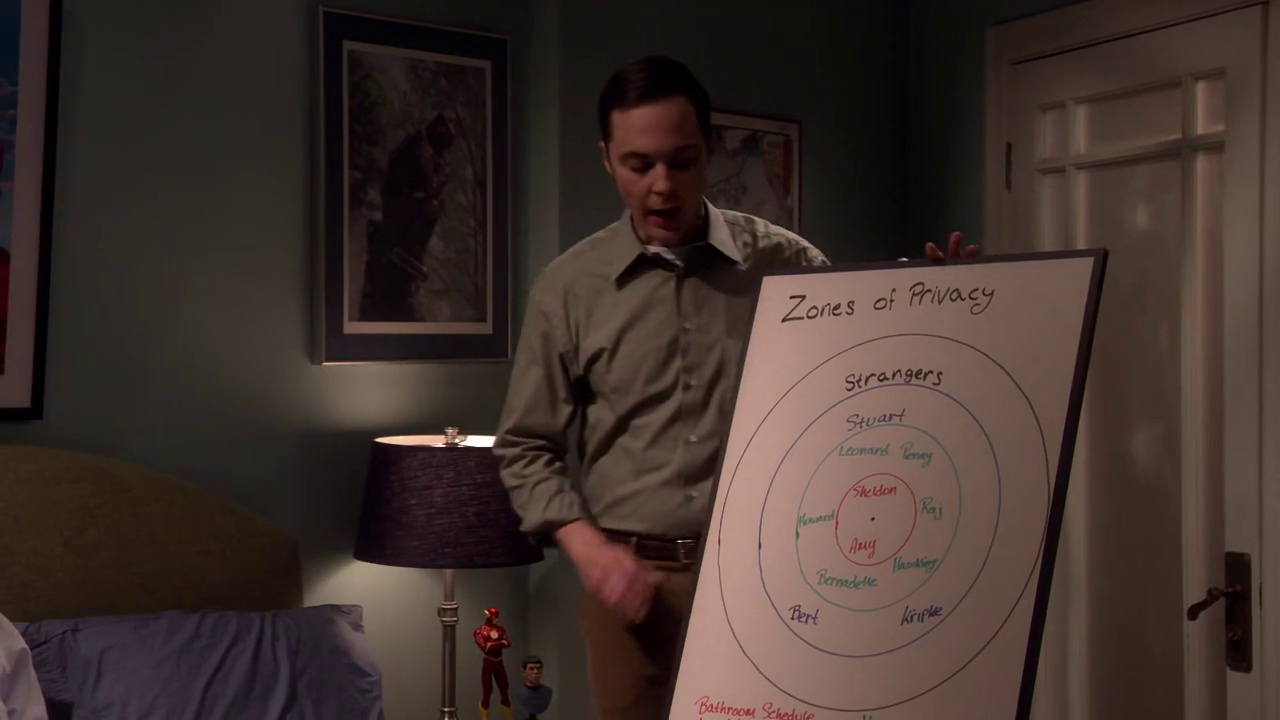 Zones of Privacy
Strangers
Stuart
Leonard Penny
Sheldon
Howard Raj
Amy
Hawking
Bernadette
Bert Kripke
Bathroom Schedule